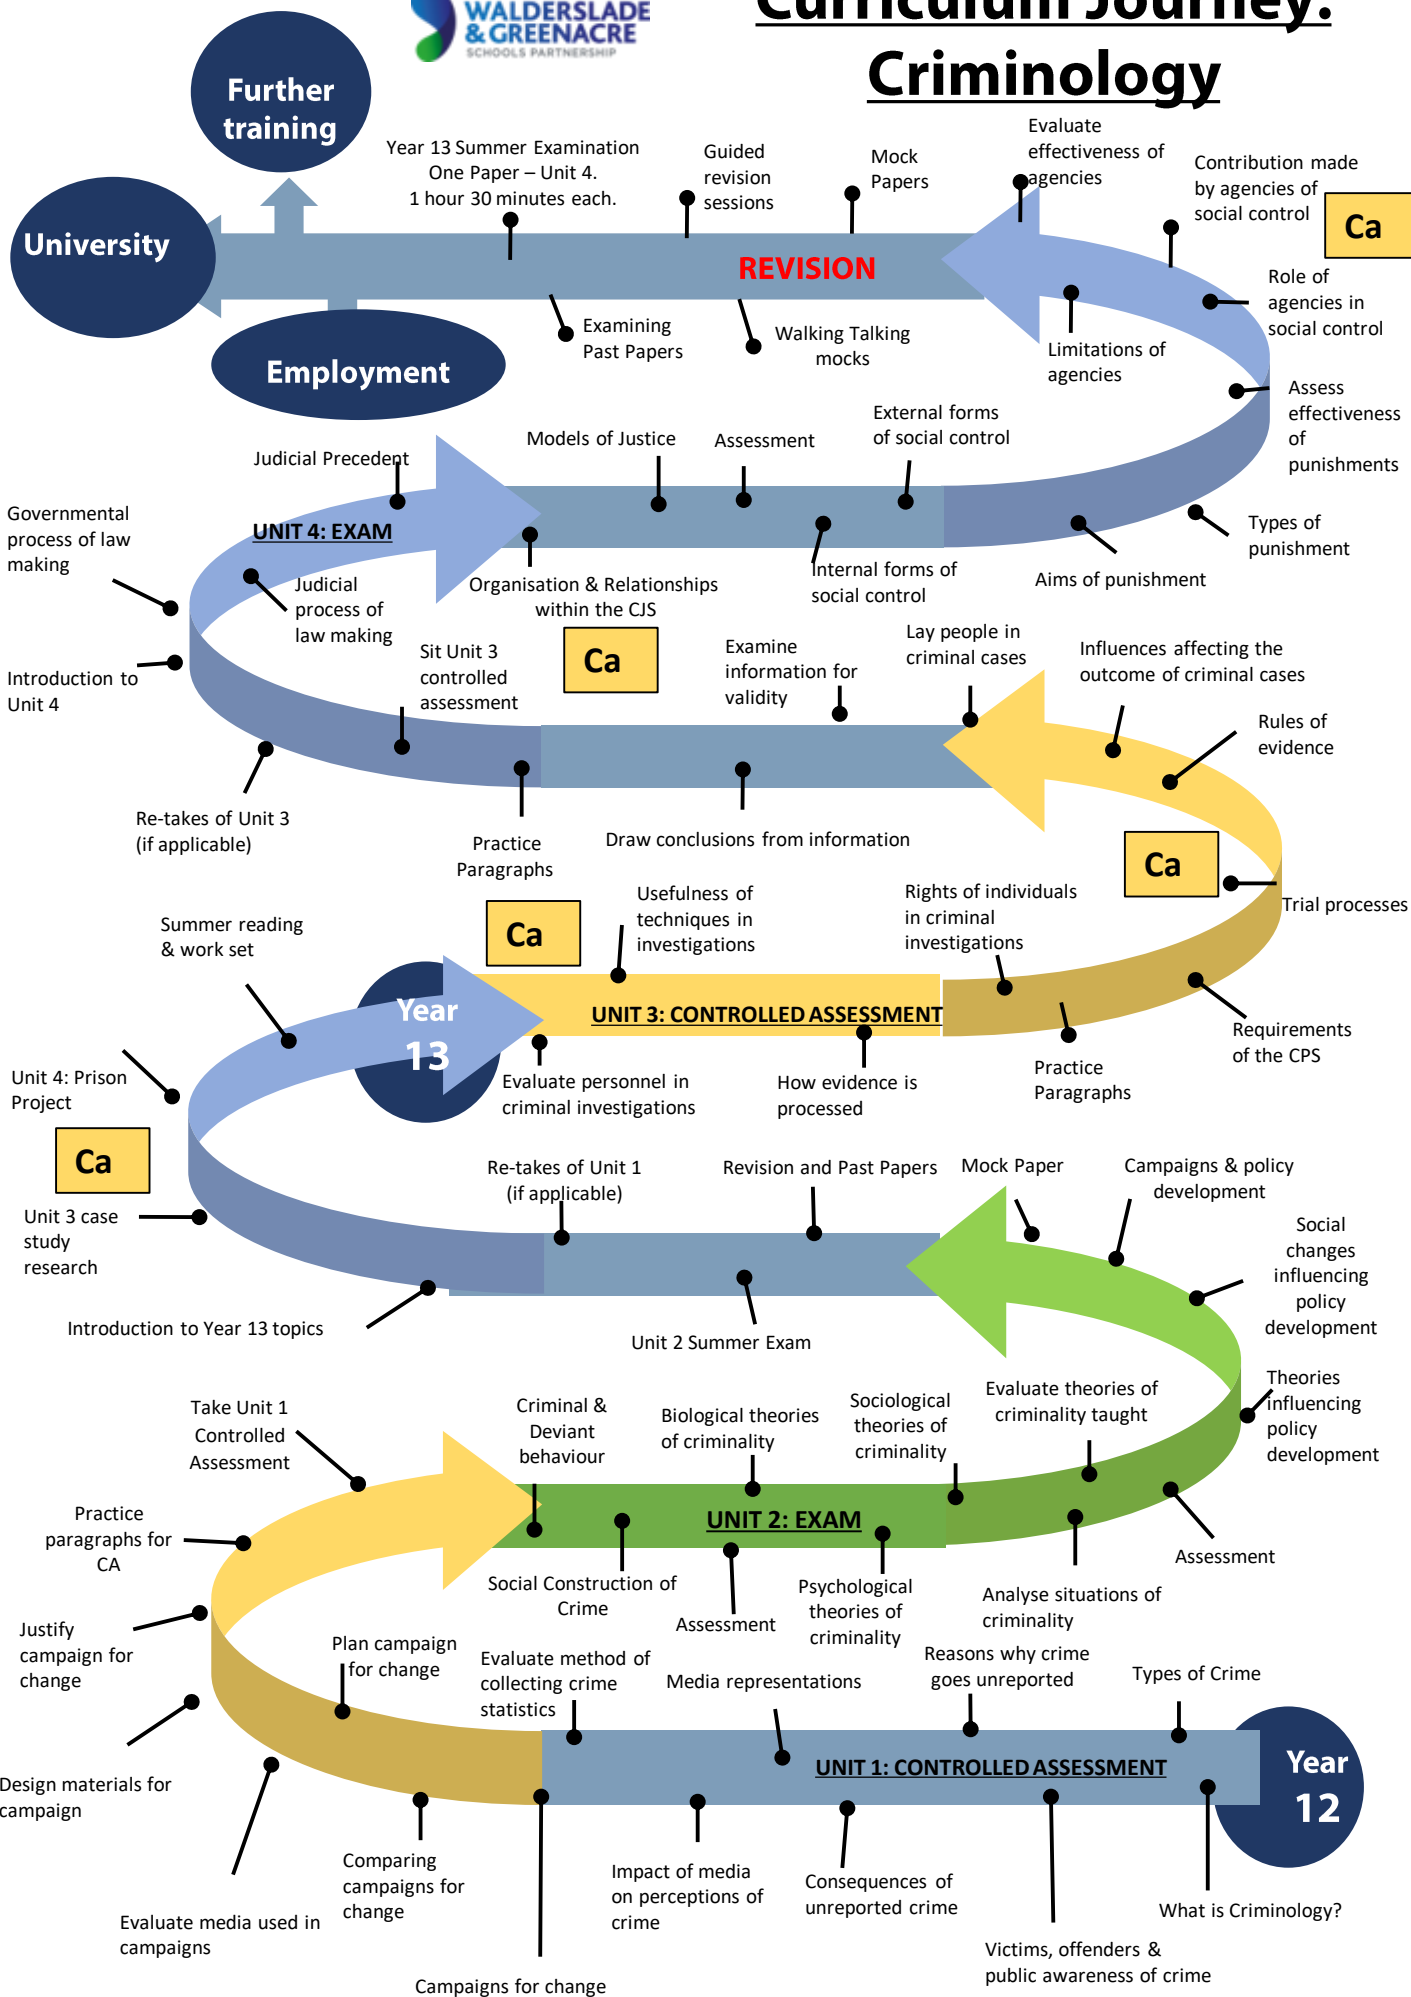 WALDERSLADE
& GREENACRE
SCHOOLS PARTNERSHIP
Curriculum Journey:
Criminology
Further
training
University
Employment
Year 13 Summer Examination
One Paper – Unit 4.
1 hour 30 minutes each.
Guided
revision
sessions
Mock
Papers
Evaluate
effectiveness of
agencies
Contribution made
by agencies of
social control
Ca
REVISION
Role of
agencies in
social control
Examining
Past Papers
Walking Talking
mocks
Limitations of
agencies
Assess
effectiveness
of
punishments
Judicial Precedent
Models of Justice
Assessment
External forms
of social control
Governmental
process of law
making
UNIT 4: EXAM
Types of
punishment
Judicial
process of
law making
Organisation & Relationships
within the CJS
Internal forms of
social control
Aims of punishment
Introduction to
Unit 4
Sit Unit 3
controlled
assessment
Ca
Examine
information for
validity
Lay people in
criminal cases
Influences affecting the
outcome of criminal cases
Rules of
evidence
Re-takes of Unit 3
(if applicable)
Practice
Paragraphs
Draw conclusions from information
Ca
Trial processes
Summer reading
& work set
Ca
Usefulness of
techniques in
investigations
Rights of individuals
in criminal
investigations
Year
13
UNIT 3: CONTROLLED ASSESSMENT
Requirements
of the CPS
Unit 4: Prison
Project
Evaluate personnel in
criminal investigations
How evidence is
processed
Practice
Paragraphs
Ca
Unit 3 case
study
research
Re-takes of Unit 1
(if applicable)
Revision and Past Papers
Mock Paper
Campaigns & policy
development
Social
changes
influencing
policy
development
Introduction to Year 13 topics
Unit 2 Summer Exam
Theories
influencing
policy
development
Take Unit 1
Controlled
Assessment
Criminal &
Deviant
behaviour
Biological theories
of criminality
Sociological
theories of
criminality
Evaluate theories of
criminality taught
Practice
paragraphs for
CA
UNIT 2: EXAM
Assessment
Social Construction of
Crime
Assessment
Psychological
theories of
criminality
Analyse situations of
criminality
Justify
campaign for
change
Plan campaign
for change
Evaluate method of
collecting crime
statistics
Media representations
Reasons why crime
goes unreported
Types of Crime
UNIT 1: CONTROLLED ASSESSMENT
Year
12
Design materials for
campaign
Evaluate media used in
campaigns
Comparing
campaigns for
change
Campaigns for change
Impact of media
on perceptions of
crime
Consequences of
unreported crime
Victims, offenders &
public awareness of crime
What is Criminology?